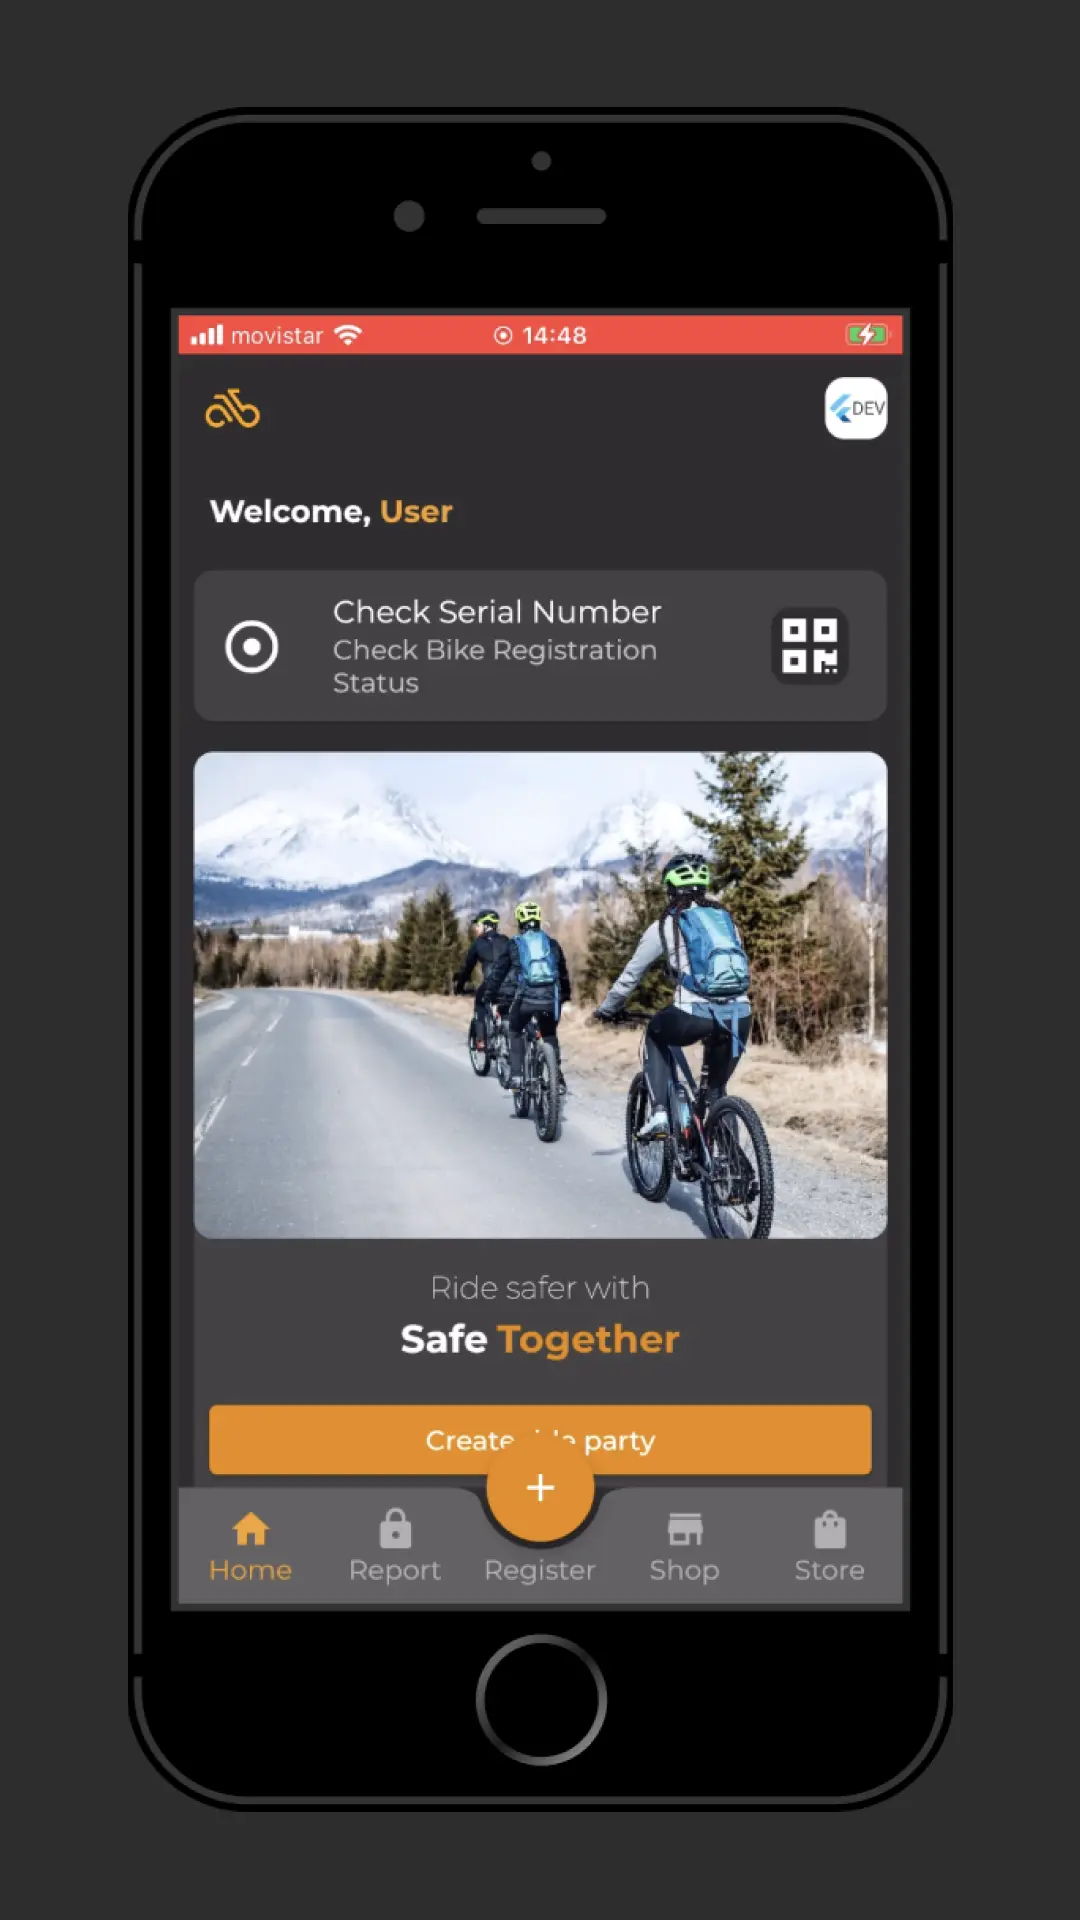 movistar 14:48
DEV
Welcome, User
Check Serial Number
Check Bike Registration
Status
Ride safer with
Safe Together
Create party
+
Home Report Register Shop Store